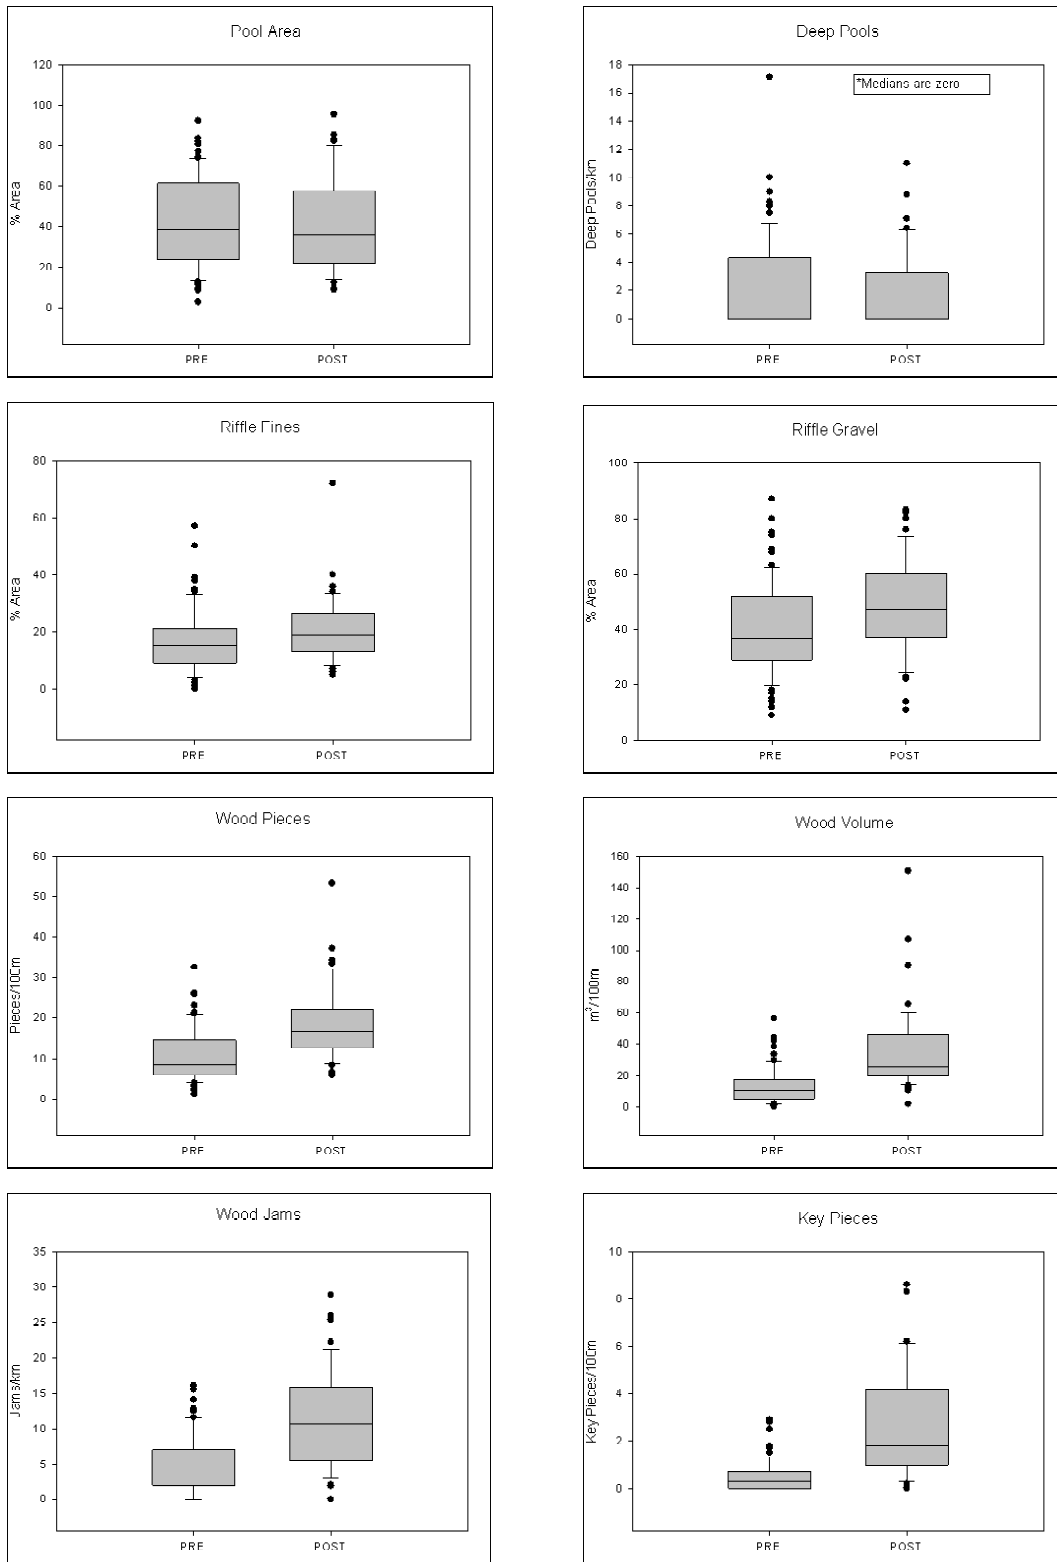 Pool Area
120
100
80
60
40
20
0
% Area
PRE
POST
Deep Pools
*Medians are zero
18
16
14
12
10
8
6
4
2
0
Deep Pools/km
PRE
POST
Riffle Fines
80
60
40
20
0
% Area
PRE
POST
Riffle Gravel
100
80
60
40
20
0
% Area
PRE
POST
Wood Pieces
60
50
40
30
20
10
0
Pieces/100m
PRE
POST
Wood Volume
160
140
120
100
80
60
40
20
0
m³/100m
PRE
POST
Wood Jams
35
30
25
20
15
10
5
0
Jams/km
PRE
POST
Key Pieces
10
8
6
4
2
0
Key Pieces/100m
PRE
POST